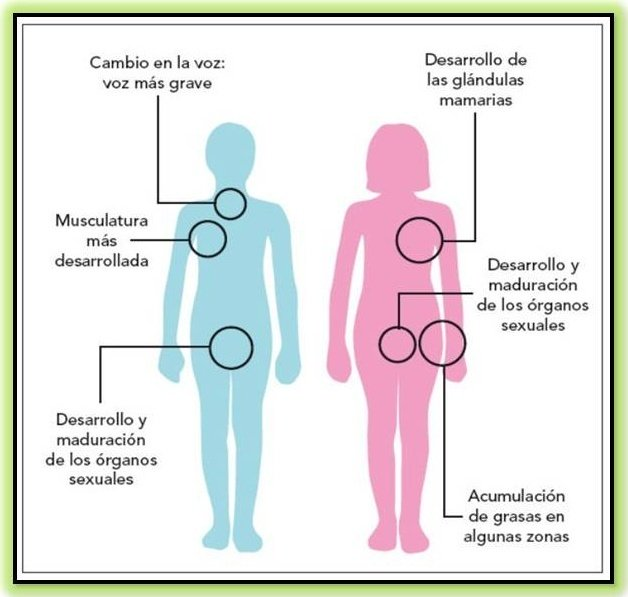 Cambio en la voz:
voz más grave
Desarrollo de
las glándulas
mamarias
Musculatura
más
desarrollada
Desarrollo y
maduración
de los órganos
sexuales
Desarrollo y
maduración
de los órganos
sexuales
Acumulación
de grasas en
algunas zonas